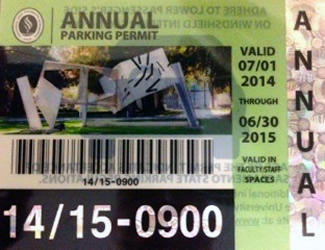 ANNUAL
PARKING PERMIT
ADHERE TO LOWER PASSENGER'S SIDE
ON WINDSHIELD
VALID
07/01
2014
THROUGH
06/30
2015
VALID IN
FACULTY/STAFF
SPACES
14/15-0900
14/15-0900
ANNUAL